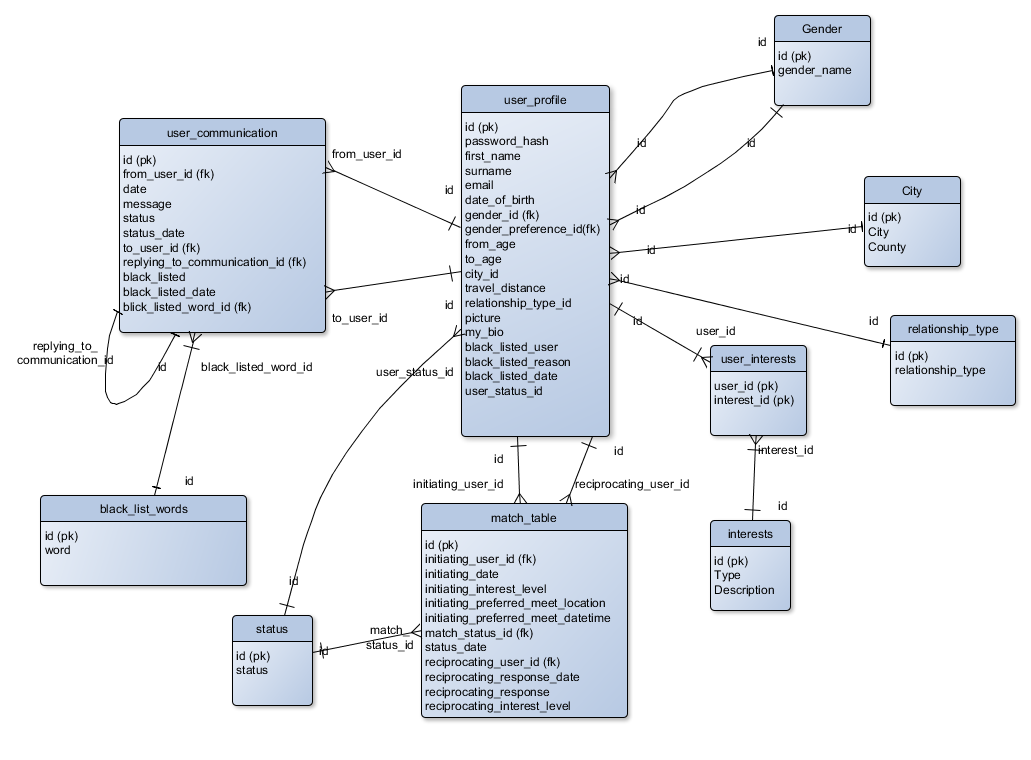 Gender
id (pk)
gender_name
id
id
id
id
user_profile
id (pk)
password_hash
first_name
surname
email
date_of_birth
gender_id (fk)
gender_preference_id(fk)
from_age
to_age
city_id
travel_distance
relationship_type_id
picture
my_bio
black_listed_user
black_listed_reason
black_listed_date
user_status_id
user_communication
id (pk)
from_user_id (fk)
date
message
status
status_date
to_user_id (fk)
replying_to_communication_id (fk)
black_listed
black_listed_date
blick_listed_word_id (fk)
from_user_id
id
id
to_user_id
City
id (pk)
City
County
id
id
id
id
relationship_type
id (pk)
relationship_type
id
user_id
user_interests
user_id (pk)
interest_id (pk)
interest_id
id
interests
id (pk)
Type
Description
replying_to_
communication_id
id
black_listed_word_id
id
black_list_words
id (pk)
word
user_status_id
id
status
id (pk)
status
id
match_
status_id
id
initiating_user_id
id
reciprocating_user_id
match_table
id (pk)
initiating_user_id (fk)
initiating_date
initiating_interest_level
initiating_preferred_meet_location
initiating_preferred_meet_datetime
match_status_id (fk)
status_date
reciprocating_user_id (fk)
reciprocating_response_date
reciprocating_response
reciprocating_interest_level